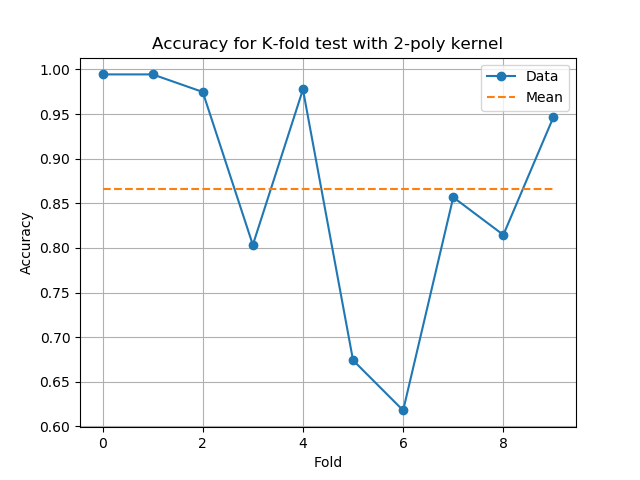 Accuracy for K-fold test with 2-poly kernel
Data
Mean
1.00
0.95
0.90
0.85
0.80
0.75
0.70
0.65
0.60
Accuracy
0 2 4 6 8
Fold